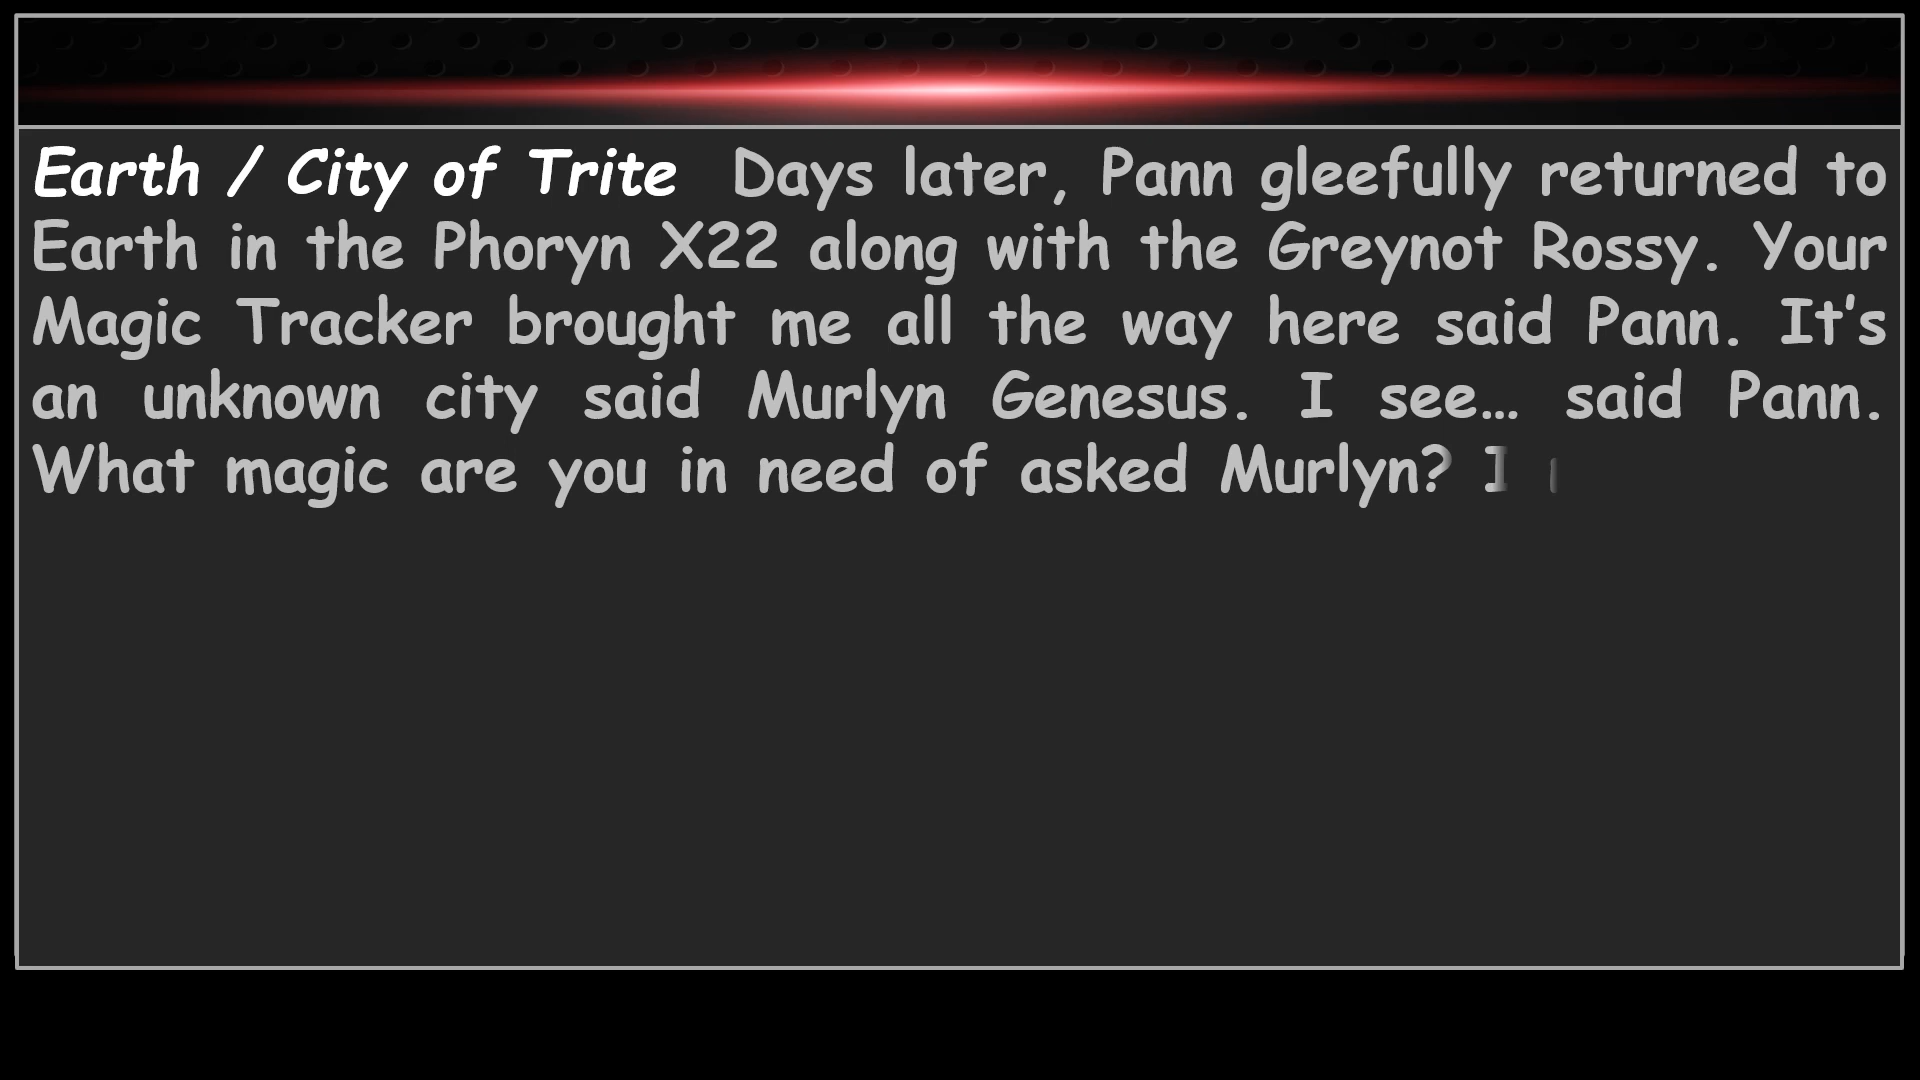 Earth / City of Trite Days later, Pann gleefully returned to
Earth in the Phoryn X22 along with the Greynot Rossy. Your
Magic Tracker brought me all the way here said Pann. It's
an unknown city said Murlyn Genesus. I see… said Pann.
What magic are you in need of asked Murlyn? I